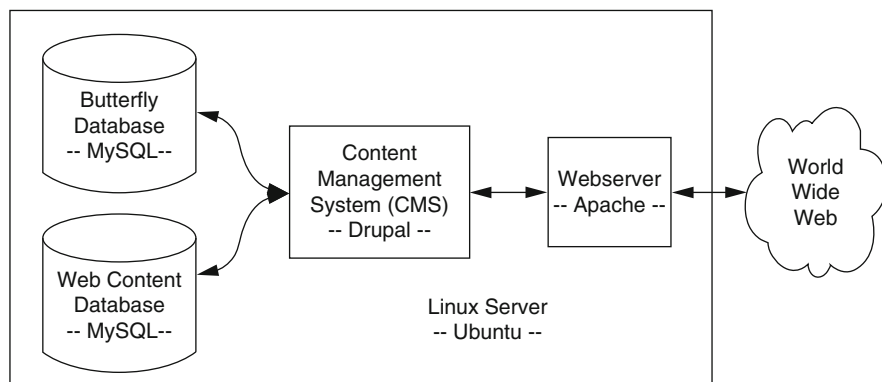 Butterfly
Database
-- MySQL--
Web Content
Database
-- MySQL--
Content
Management
System (CMS)
-- Drupal --
Webserver
-- Apache --
World
Wide
Web
Linux Server
-- Ubuntu --